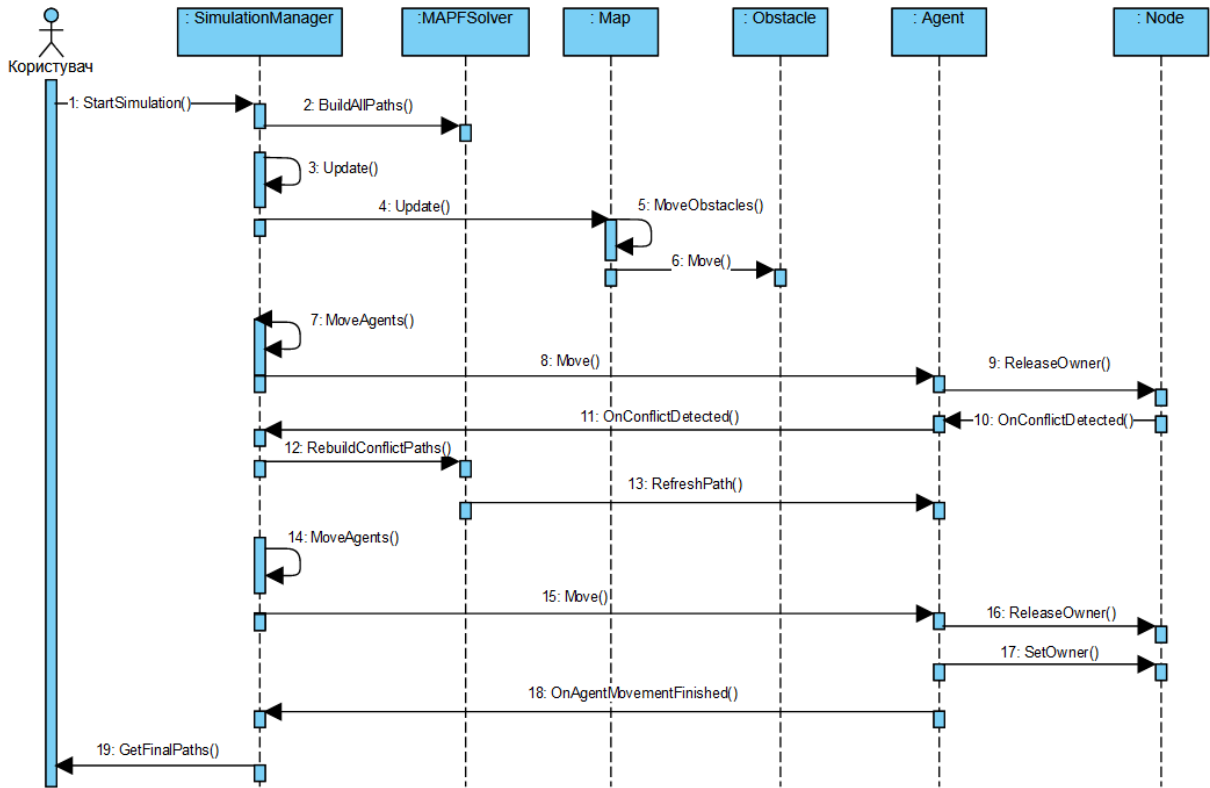 : SimulationManager
:MAPFSolver
: Map
: Obstacle
: Agent
: Node
Користувач
1: StartSimulation()
2: BuildAllPaths()
3: Update()
4: Update()
5: MoveObstacles()
6: Move()
7: MoveAgents()
8: Move()
9: ReleaseOwner()
10: OnConflictDetected()
11: OnConflictDetected()
12: RebuildConflictPaths()
13: RefreshPath()
14: MoveAgents()
15: Move()
16: ReleaseOwner()
17: SetOwner()
18: OnAgentMovementFinished()
19: GetFinalPaths()